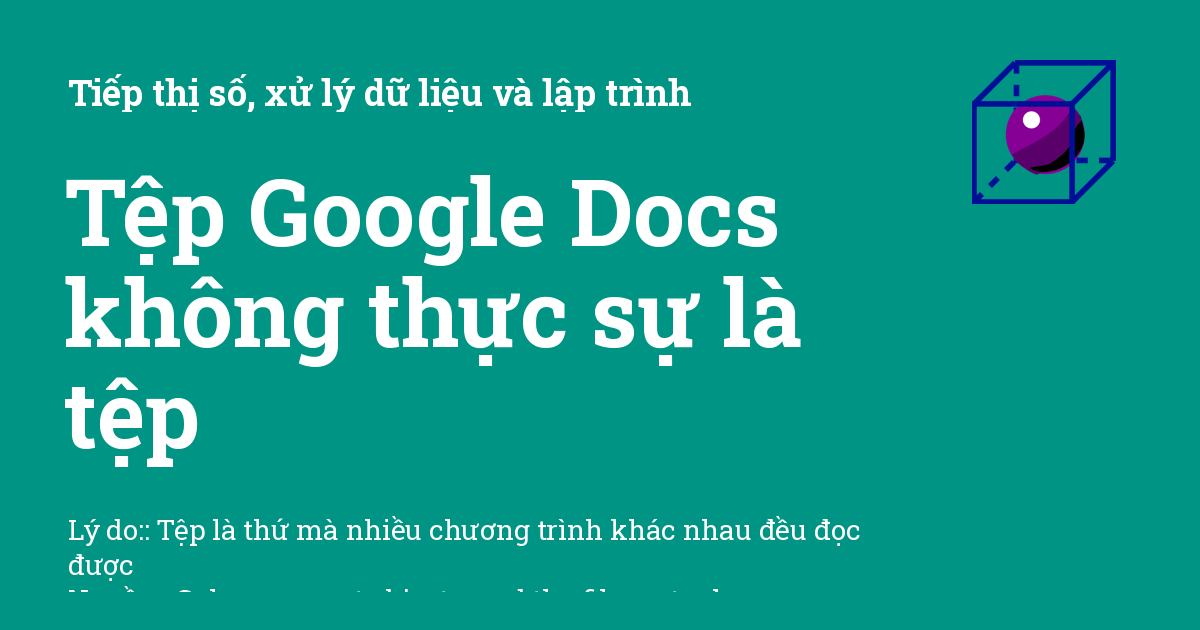 Tiếp thị số, xử lý dữ liệu và lập trình
Tệp Google Docs
không thực sự là
tệp
Lý do:: Tệp là thứ mà nhiều chương trình khác nhau đều đọc
được